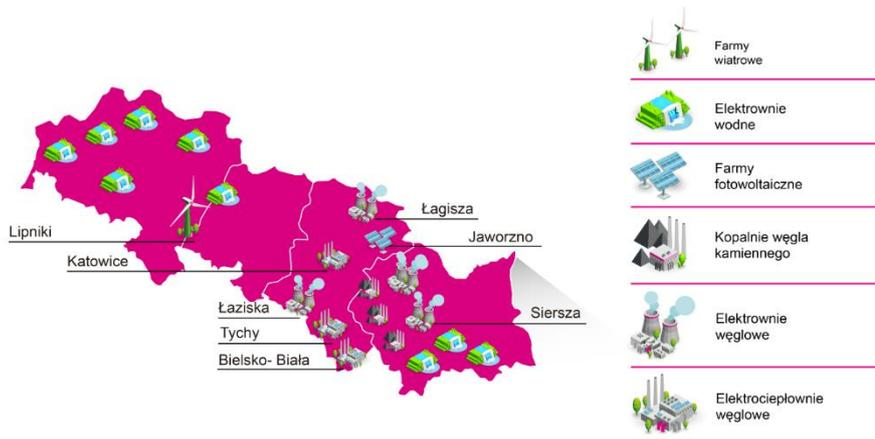 Łagisza
Lipniki
Jaworzno
Katowice
Łaziska
Siersza
Tychy
Bielsko- Biała
Farmy
wiatrowe
Elektrownie
wodne
Farmy
fotowoltaiczne
Kopalnie węgla
kamiennego
Elektrownie
węglowe
Elektrociepłownie
węglowe